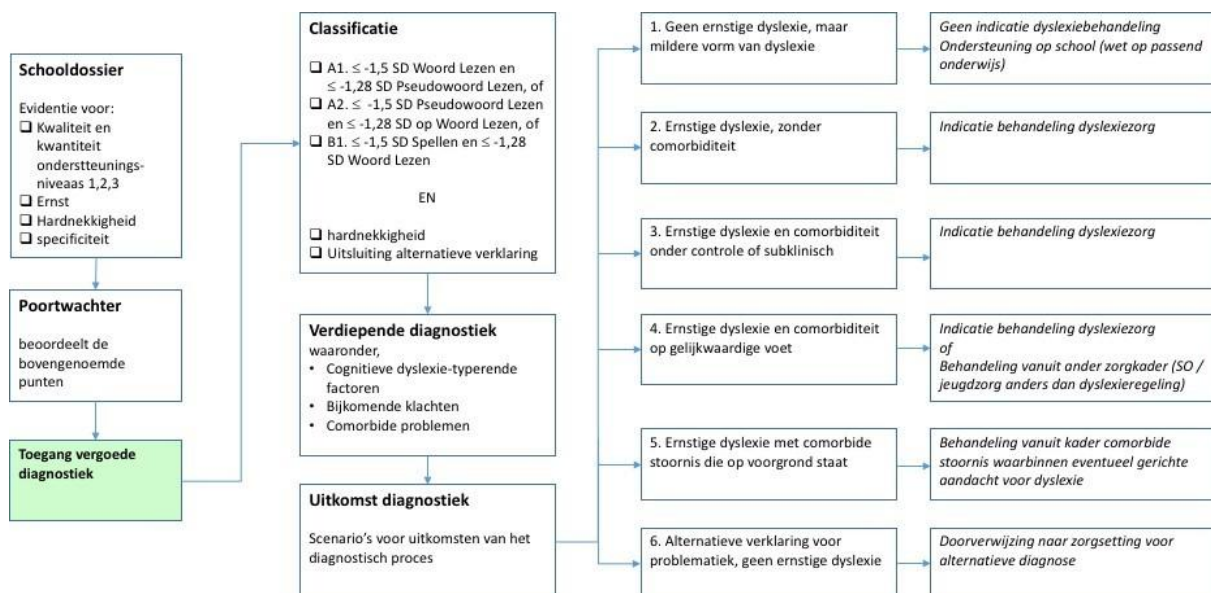 Schooldossier
Evidentie voor:
❑ Kwaliteit en
kwantiteit
onderstteunings-
niveaas 1,2,3
❑ Ernst
❑ Hardnekkigheid
❑ specificiteit
Poortwachter
beoordeelt de
bovengenoemde
punten
Toegang vergoede
diagnostiek
Classificatie
❑ A1. ≤ -1,5 SD Woord Lezen en
≤ -1,28 SD Pseudowoord Lezen, of
❑ A2. ≤ -1,5 SD Pseudowoord Lezen
en ≤ -1,28 SD op Woord Lezen, of
❑ B1. ≤ -1,5 SD Spellen en ≤ -1,28
SD Woord Lezen
EN
❑ hardnekkigheid
❑ Uitsluiting alternatieve verklaring
Verdiepende diagnostiek
waaronder,
• Cognitieve dyslexie-typerende
factoren
• Bijkomende klachten
• Comorbide problemen
Uitkomst diagnostiek
Scenario's voor uitkomsten van het
diagnostisch proces
1. Geen ernstige dyslexie, maar
mildere vorm van dyslexie
Geen indicatie dyslexiebehandeling
Ondersteuning op school (wet op passend
onderwijs)
2. Ernstige dyslexie, zonder
comorbiditeit
Indicatie behandeling dyslexiezorg
3. Ernstige dyslexie en comorbiditeit
onder controle of subklinisch
Indicatie behandeling dyslexiezorg
4. Ernstige dyslexie en comorbiditeit
op gelijkwaardige voet
Indicatie behandeling dyslexiezorg
of
Behandeling vanuit ander zorgkader (SO /
jeugdzorg anders dan dyslexieregeling)
5. Ernstige dyslexie met comorbide
stoornis die op voorgrond staat
Behandeling vanuit kader comorbide
stoornis waarbinnen eventueel gerichte
aandacht voor dyslexie
6. Alternatieve verklaring voor
problematiek, geen ernstige dyslexie
Doorverwijzing naar zorgsetting voor
alternatieve diagnose